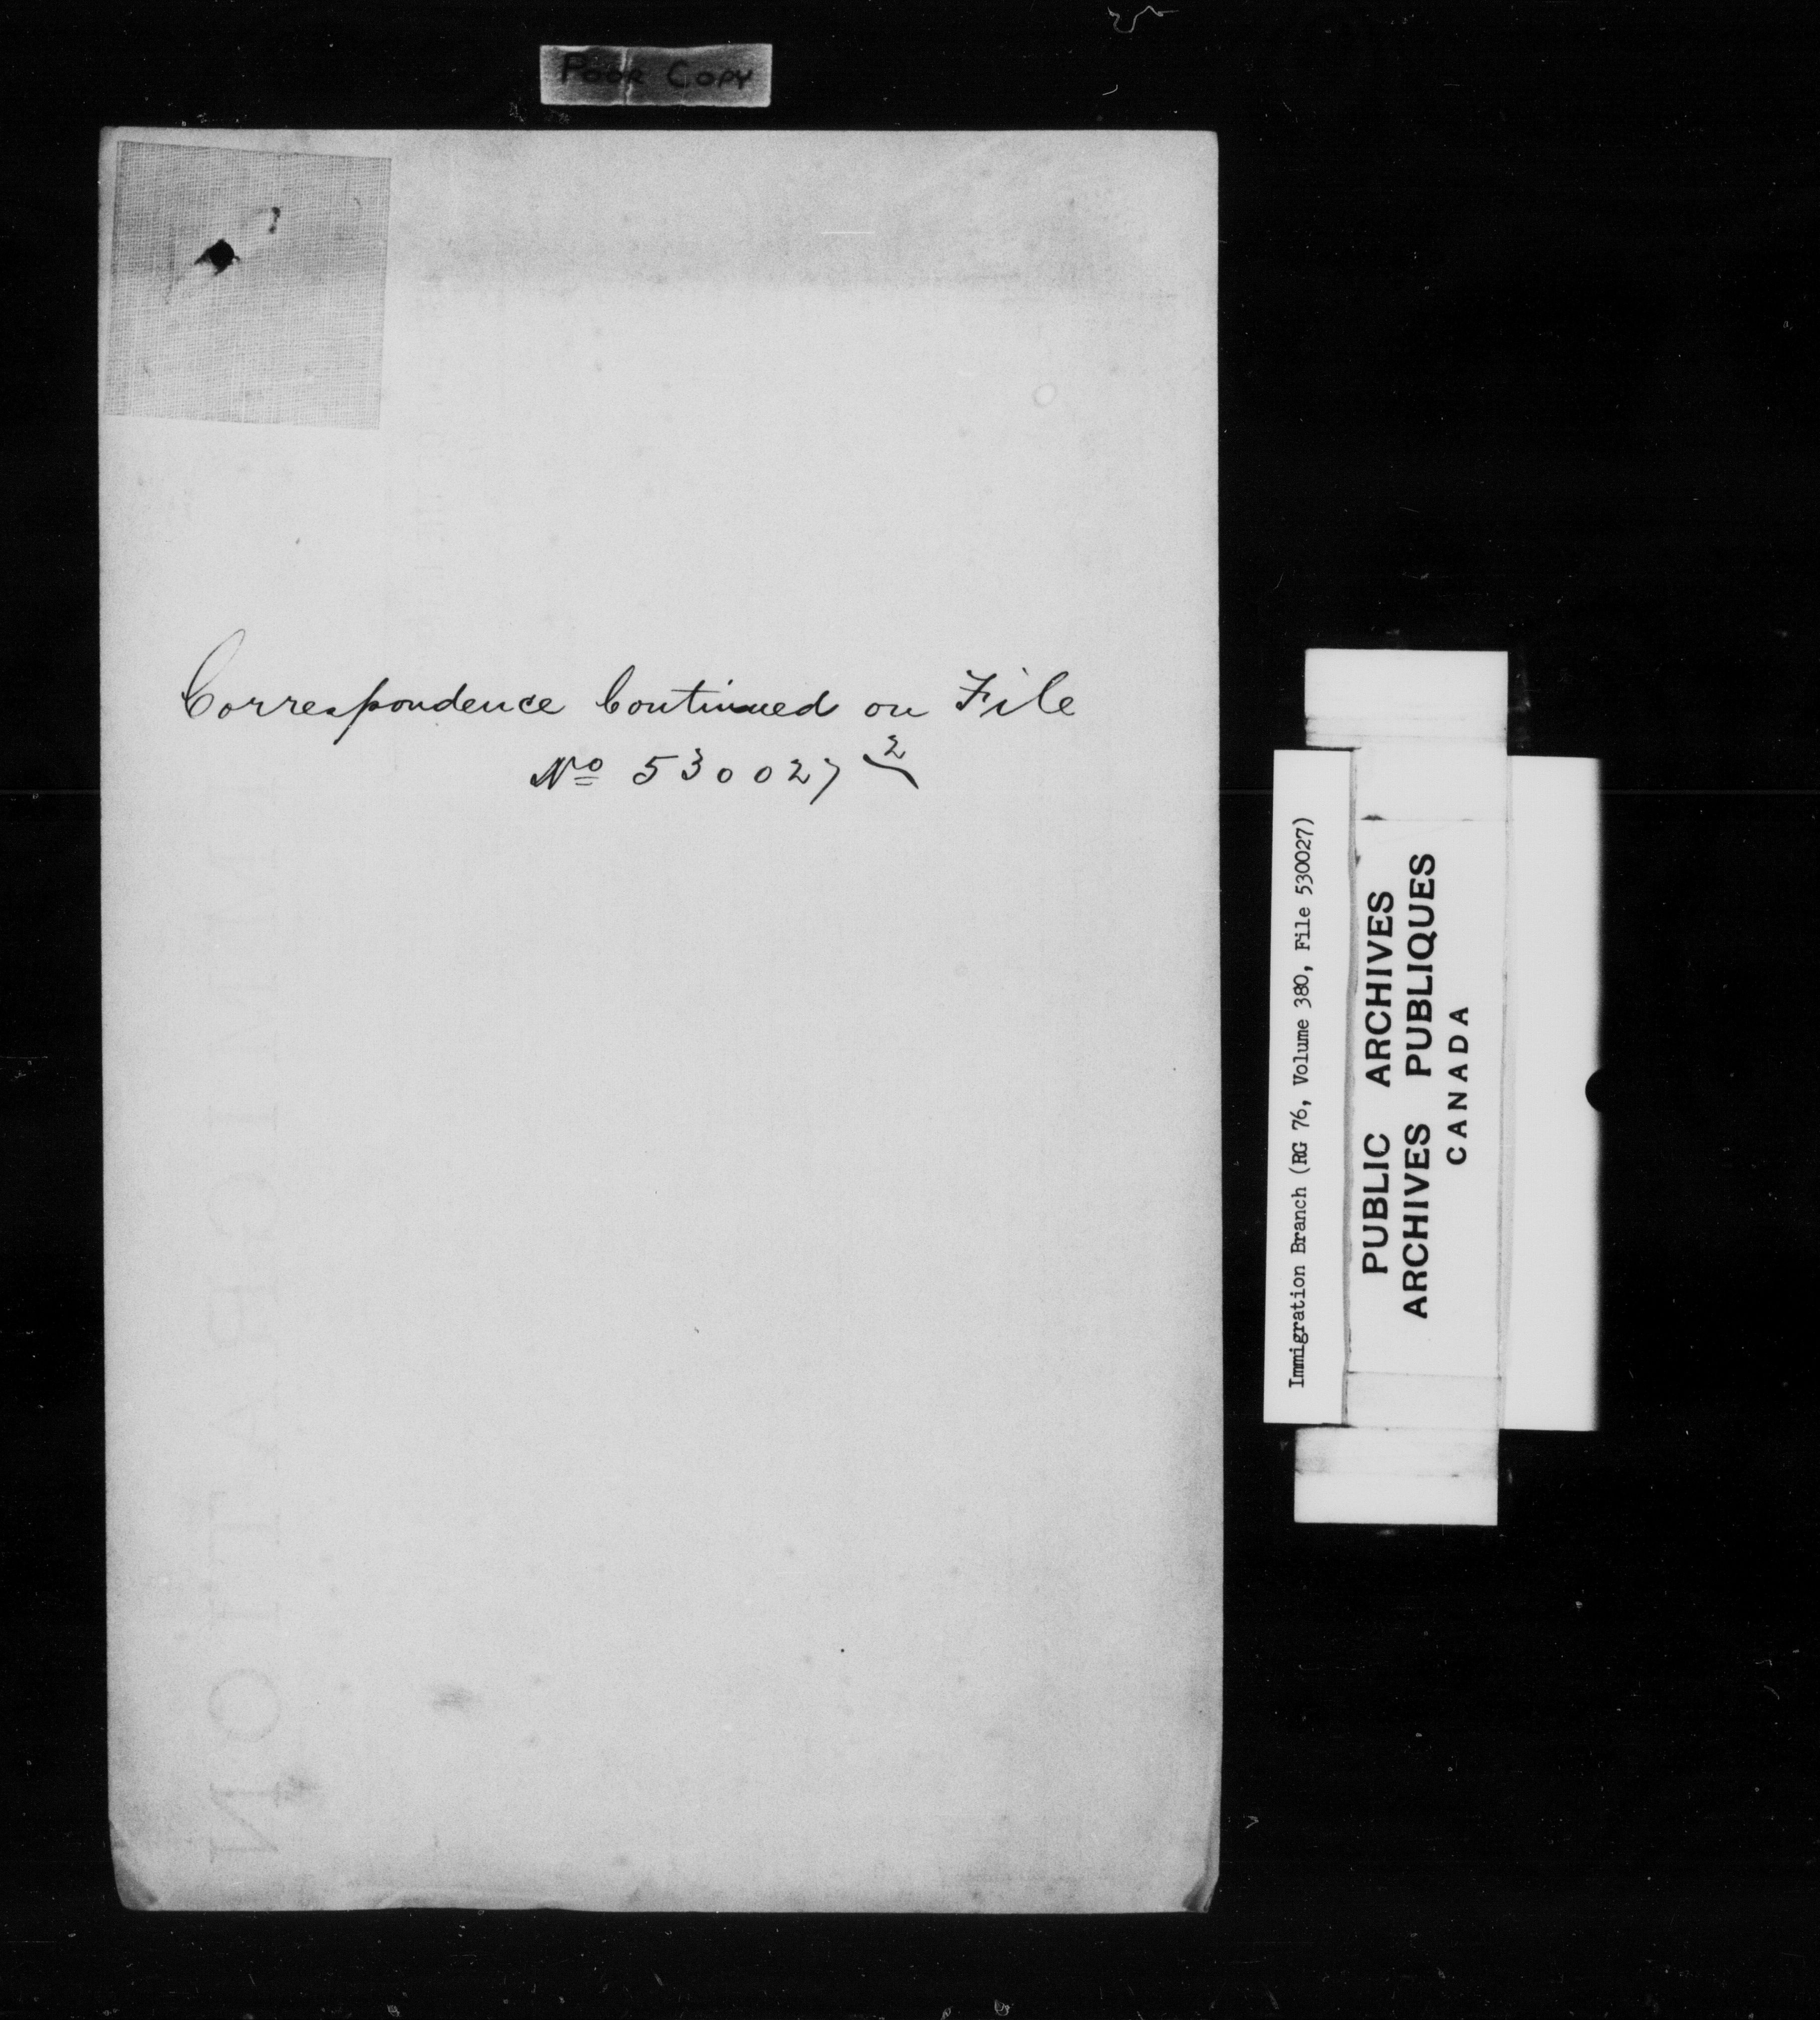 POOR COPY
Correspondence Continued on File
No 530027 2
Immigration Branch (RG 76, Volume 380, File 530027)
PUBLIC ARCHIVES
ARCHIVES PUBLIQUES
CANADA
IMMIGRATION